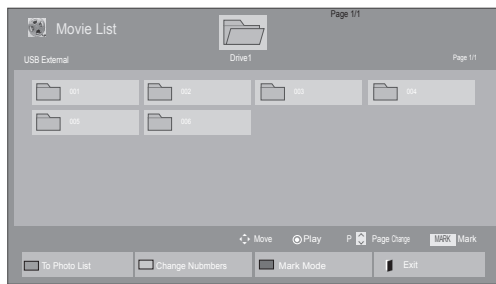 Page 1/1
Movie List
Drive1
USB External
Page 1/1
001 002 003 004
005 006
Move Play P Page Change MARK Mark
To Photo List Change Nubmbers Mark Mode Exit